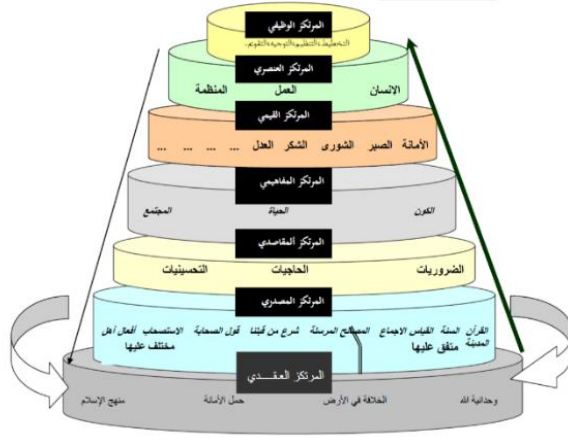 المرتكز الوظيفي
التخطيط،التنظيم،التوجيه،التقويم.
المرتكز العنصري
الانسان العمل المنظمة
المرتكز القيمي
الأمانة الصبر الشورى الشكر العدل ... ... ... ...
المرتكز المفاهيمي
الكون الحياة المجتمع
المرتكز ألمقاصدي
الضروريات الحاجيات التحسينيات
المرتكز المصدري
القرآن السنة القياس الاجماع المصالح المرسلة شرع من قبلنا قول الصحابة الاستصحاب أفعال أهل
المدينة متفق عليها مختلف عليها
المرتكز العقـــدي
وحدانية الله الخلافة في الأرض حمل الأمانة منهج الإسلام